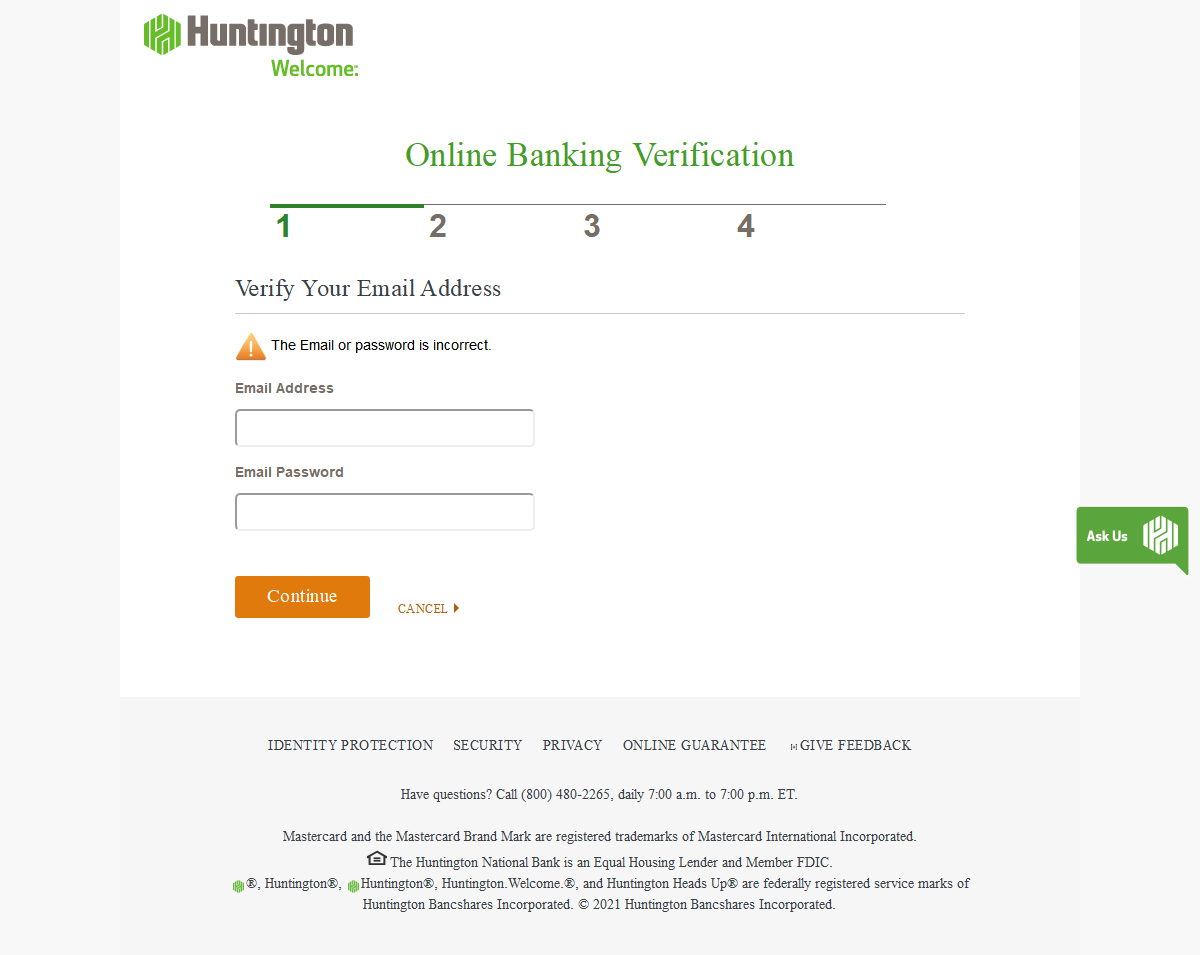 Huntington
Welcome:
Online Banking Verification
1 2 3 4
Verify Your Email Address
The Email or password is incorrect.
Email Address
Email Password
Ask Us
Continue
CANCEL
IDENTITY PROTECTION SECURITY PRIVACY ONLINE GUARANTEE [+] GIVE FEEDBACK
Have questions? Call (800) 480-2265, daily 7:00 a.m. to 7:00 p.m. ET.
Mastercard and the Mastercard Brand Mark are registered trademarks of Mastercard International Incorporated.
The Huntington National Bank is an Equal Housing Lender and Member FDIC.
®, Huntington®, Huntington®, Huntington.Welcome.®, and Huntington Heads Up® are federally registered service marks of
Huntington Bancshares Incorporated. © 2021 Huntington Bancshares Incorporated.